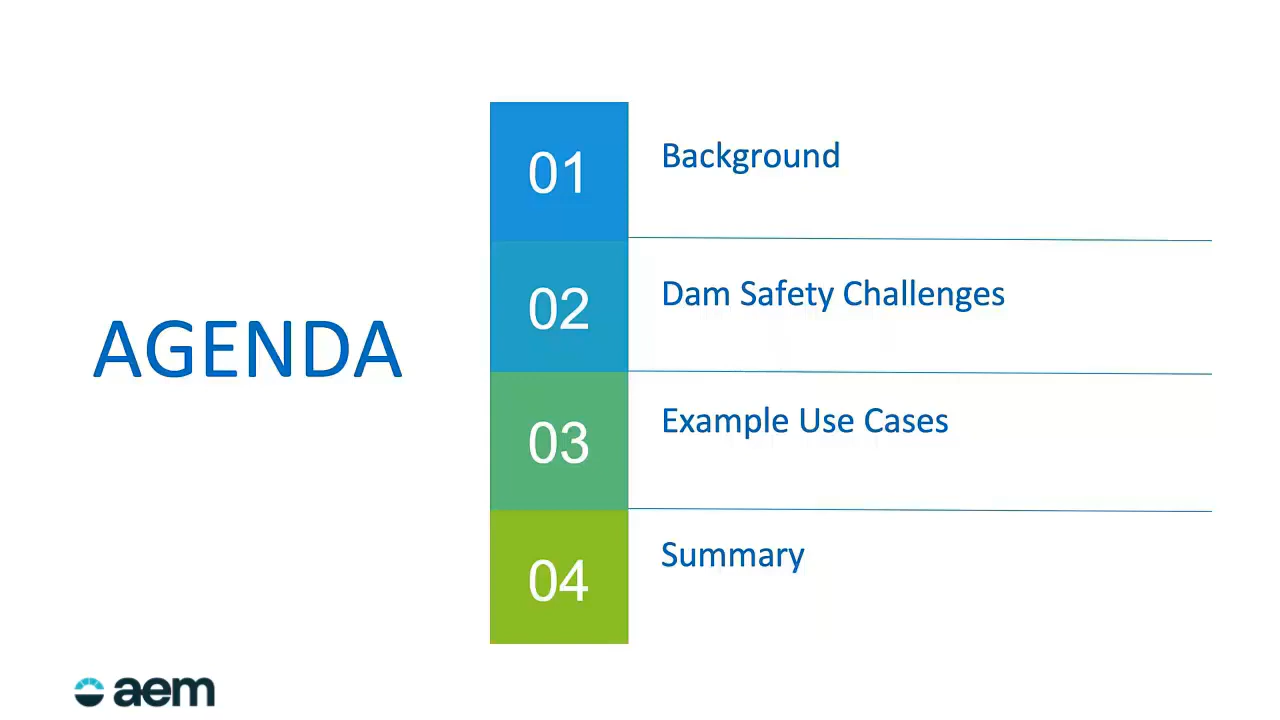 AGENDA
01
Background
02
Dam Safety Challenges
03
Example Use Cases
04
Summary
aem